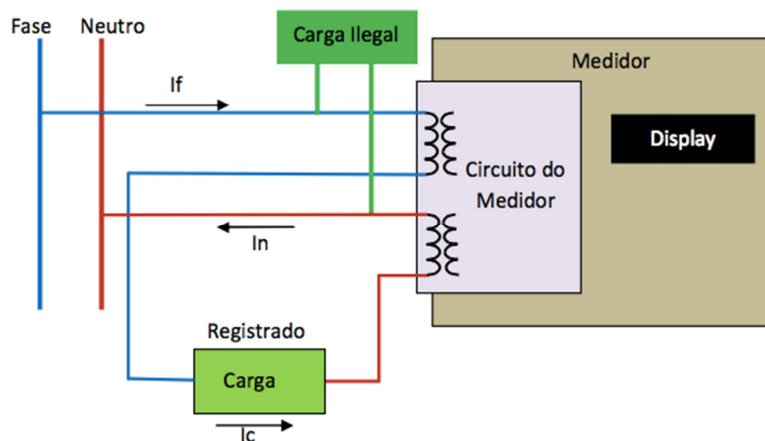 Fase
Neutro
Carga Ilegal
Medidor
If
Display
Circuito do
Medidor
In
Registrado
Carga
Ic